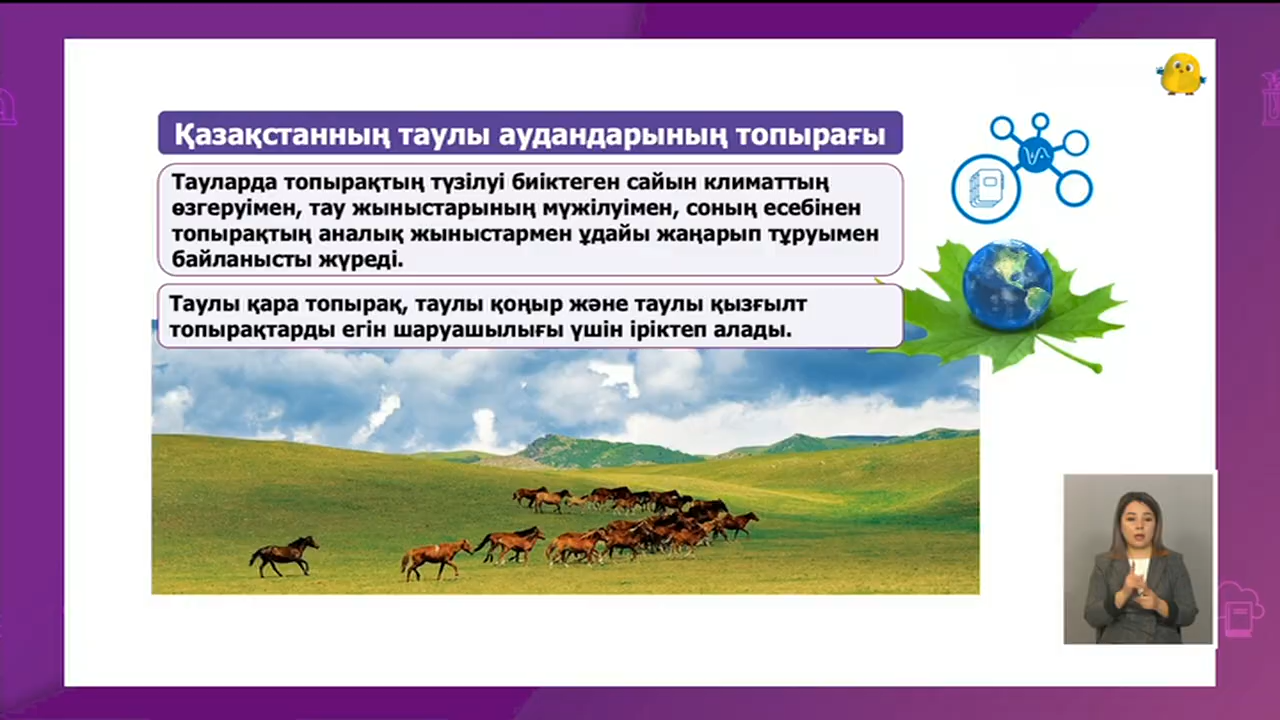 Қазақстанның таулы аудандарының топырағы
Тауларда топырақтың түзілуі биіктеген сайын климаттың
өзгеруімен, тау жыныстарының мүжілуімен, соның есебінен
топырақтың аналық жыныстармен ұдайы жаңарып тұруымен
байланысты жүреді.
Таулы қара топырақ, таулы қоңыр және таулы қызғылт
топырақтарды егін шаруашылығы үшін іріктеп алады.